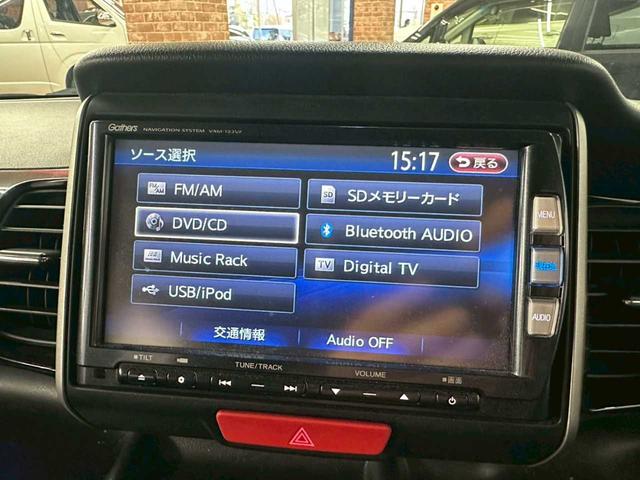 Gathers NAVIGATION SYSTEM
ソース選択
15:17
戻る
FM/AM
SDメモリーカード
DVD/CD
Bluetooth AUDIO
Music Rack
TV Digital TV
USB/iPod
交通情報
Audio OFF
MENU
AUDIO
TILT
TUNE/TRACK
VOLUME
画面